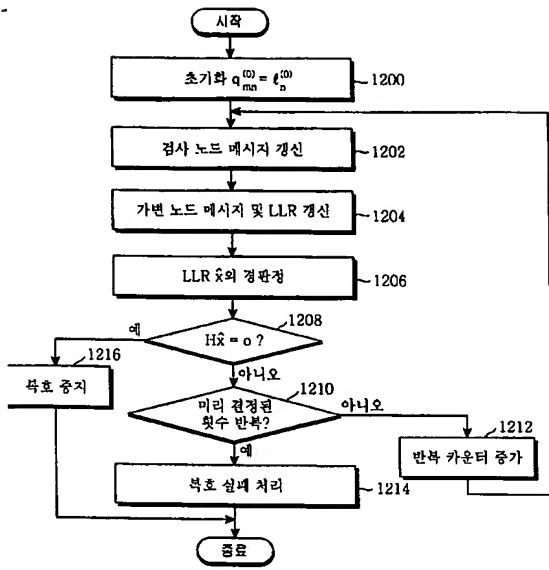 시작
초기화 q_{mn}^{(0)} = ℓ_n^{(0)}
1200
검사 노드 메시지 갱신
1202
가변 노드 메시지 및 LLR 갱신
1204
LLR x̂의 경판정
1206
Hx̂ = 0 ?
1208
예
1216
복호 중지
아니오
1210
미리 결정된
횟수 반복?
아니오
1212
반복 카운터 증가
예
복호 실패 처리
1214
종료